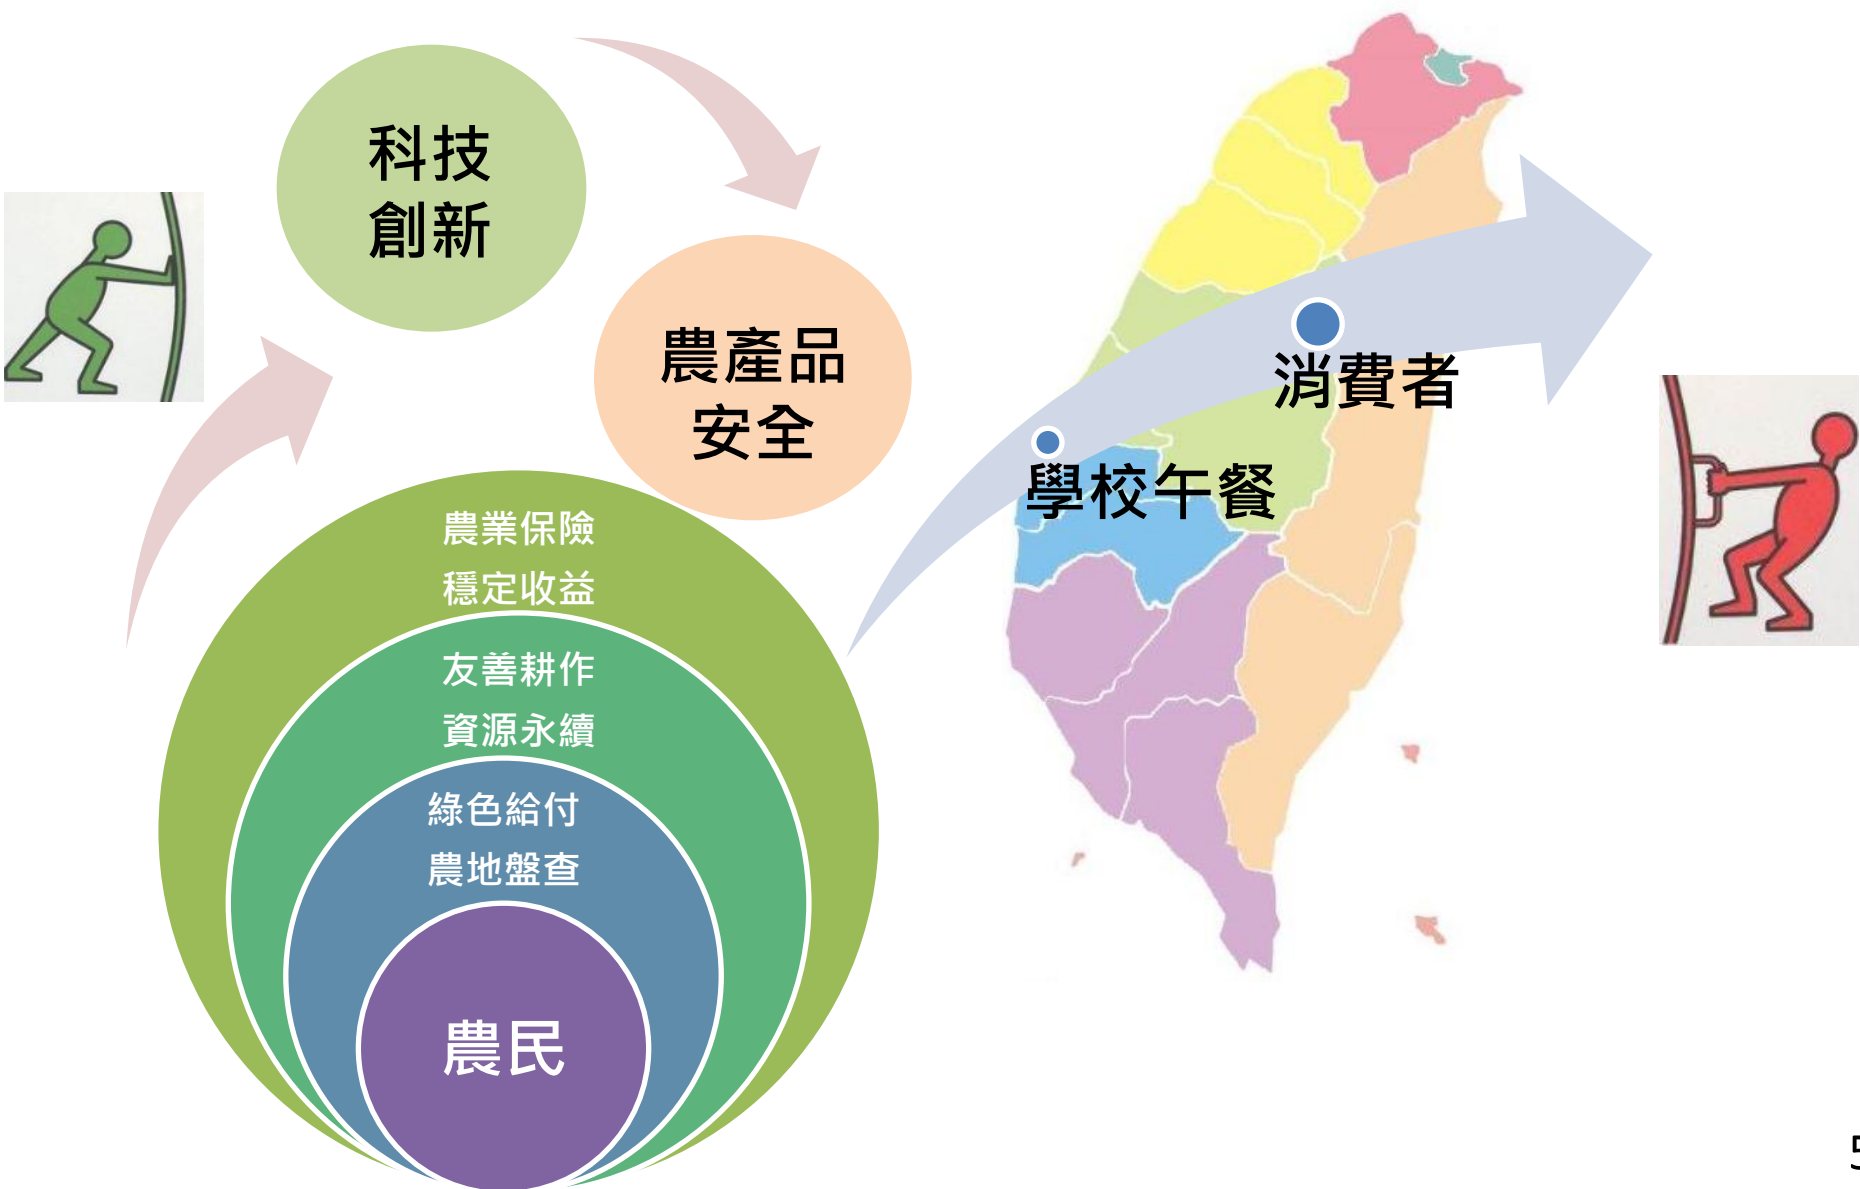 科技
創新
農產品
安全
消費者
學校午餐
農業保險
穩定收益
友善耕作
資源永續
綠色給付
農地盤查
農民
5